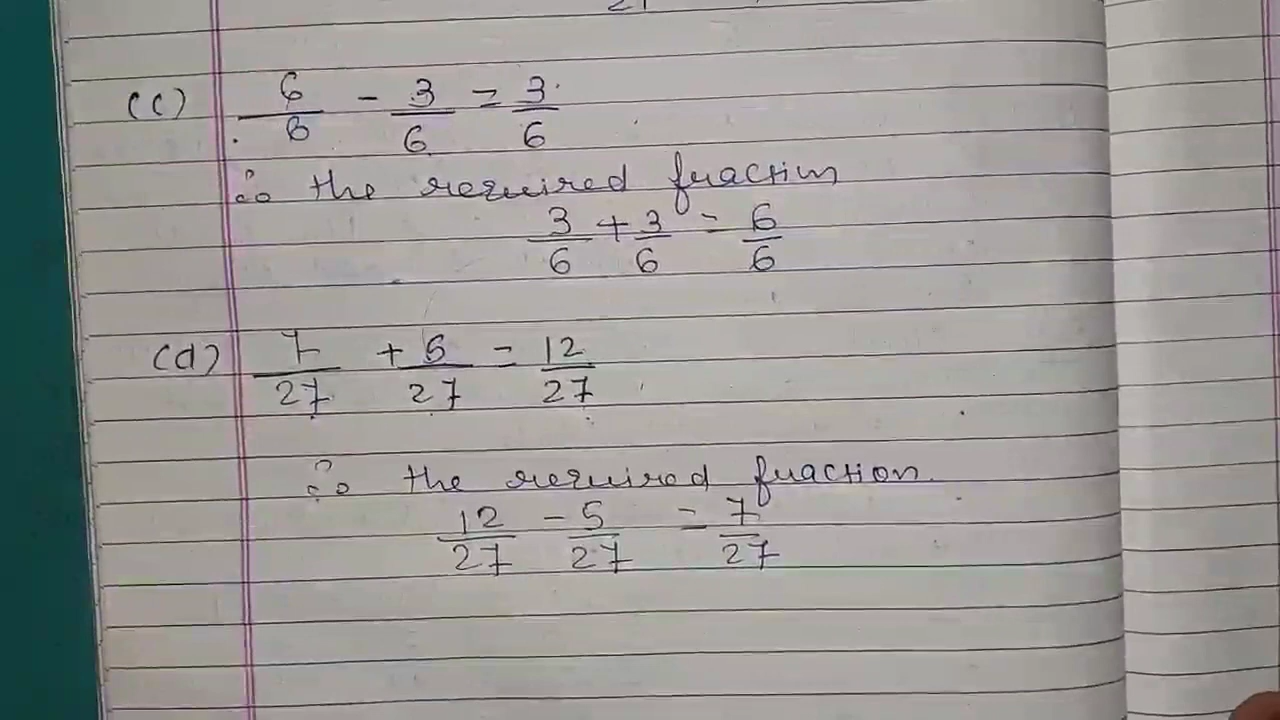 (c) 6/6 - 3/6 = 3/6
∴ the required fraction
3/6 + 3/6 = 6/6
(d) 7/27 + 5/27 = 12/27
∴ the required fraction.
12/27 - 5/27 = 7/27